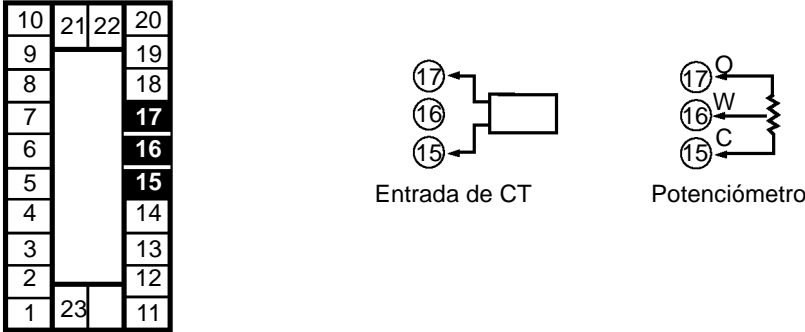 10 21 22 20
9 19
8 18
7 17
6 16
5 15
4 14
3 13
2 12
1 23 11
17
16
15
Entrada de CT
17 O
16 W
15 C
Potenciómetro